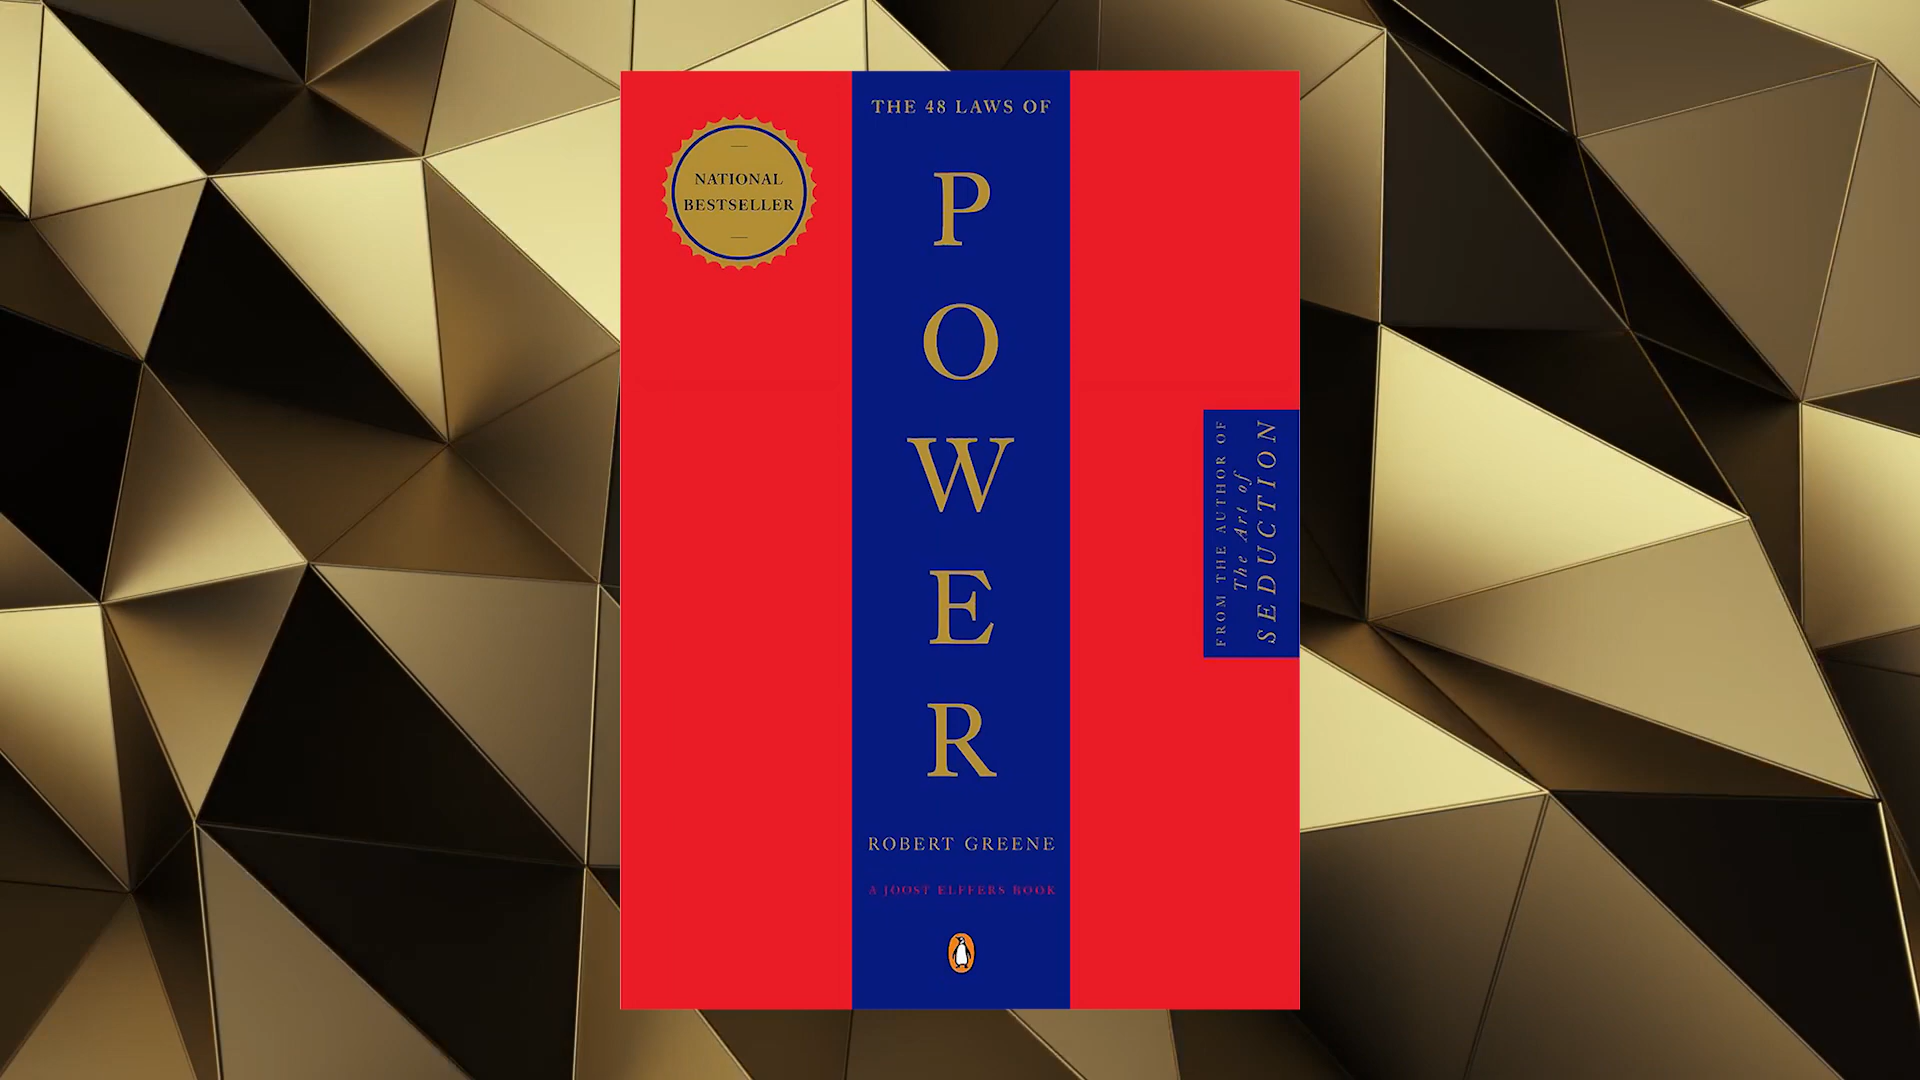 THE 48 LAWS OF
POWER
NATIONAL
BESTSELLER
FROM THE AUTHOR OF
The Art of
SEDUCTION
ROBERT GREENE
A JOOST ELFFERS BOOK